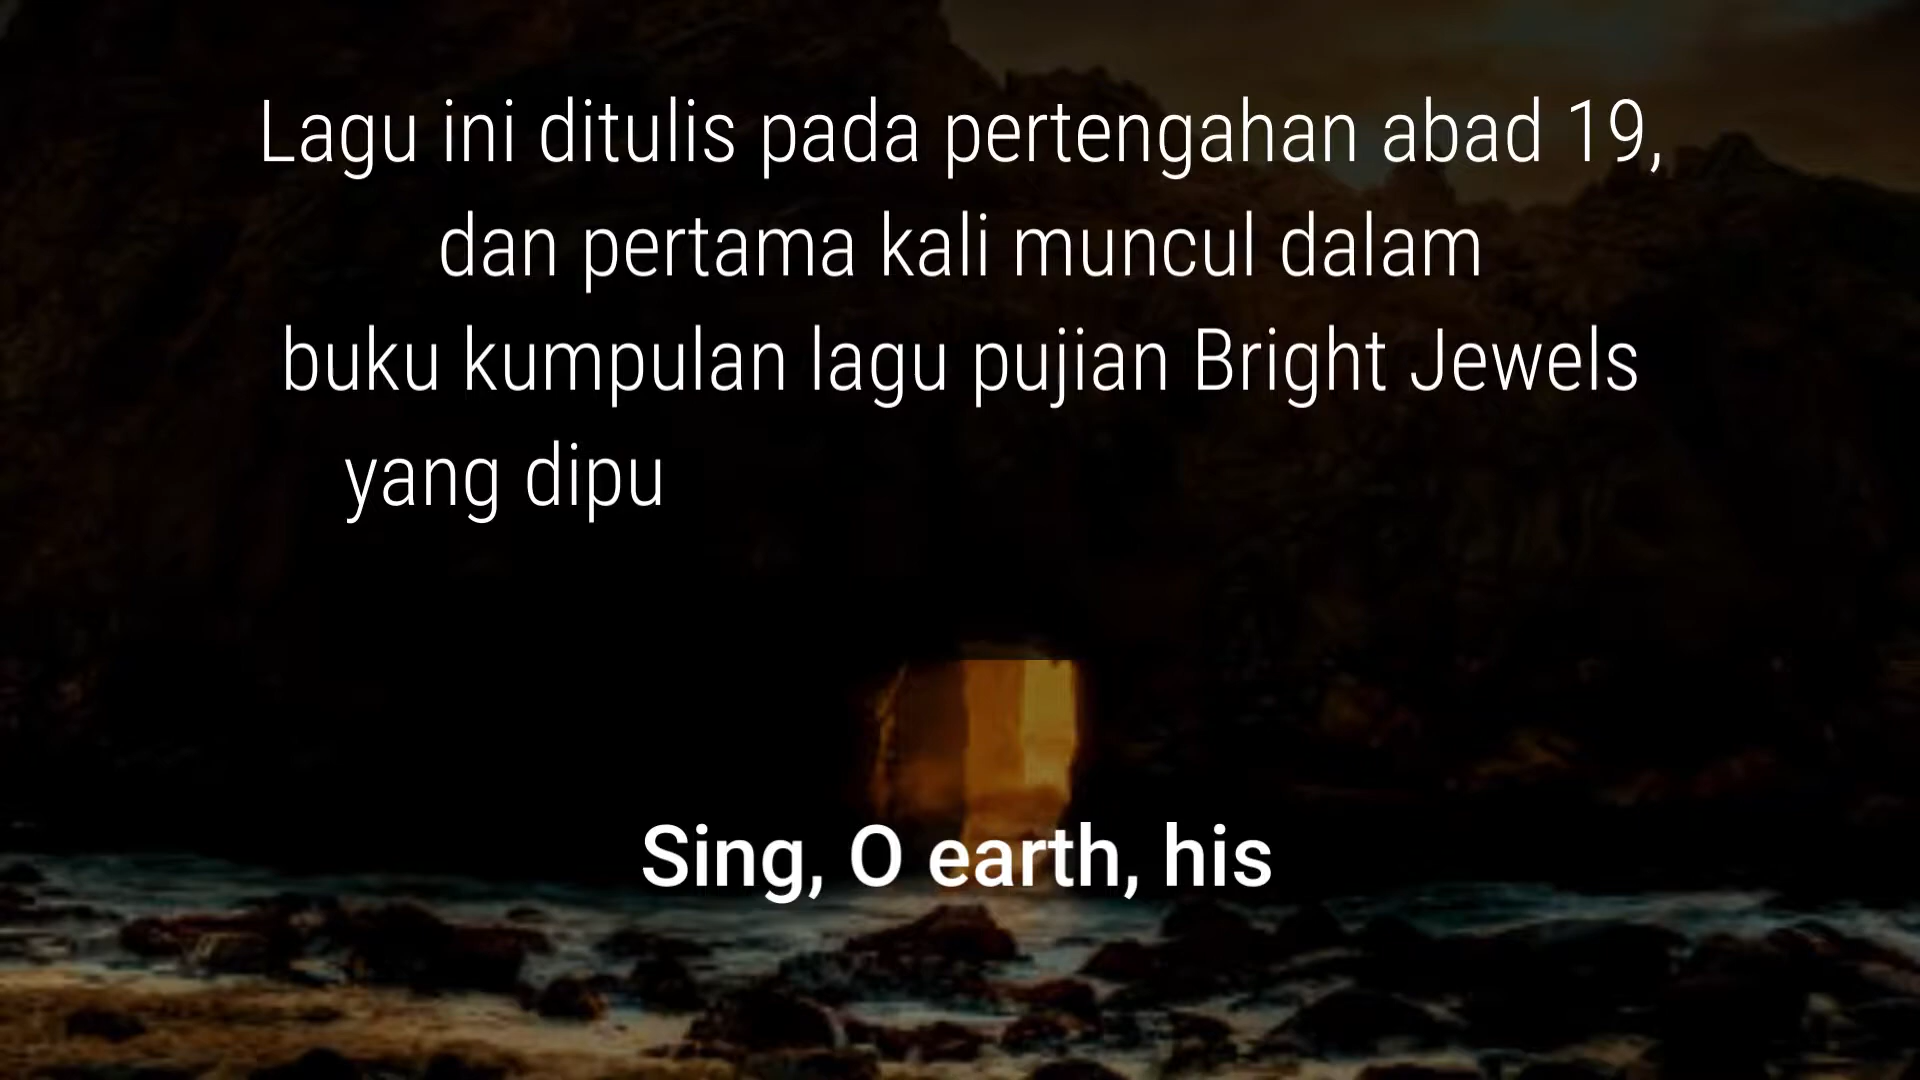 Lagu ini ditulis pada pertengahan abad 19,
dan pertama kali muncul dalam
buku kumpulan lagu pujian Bright Jewels
yang dipu
Sing, O earth, his